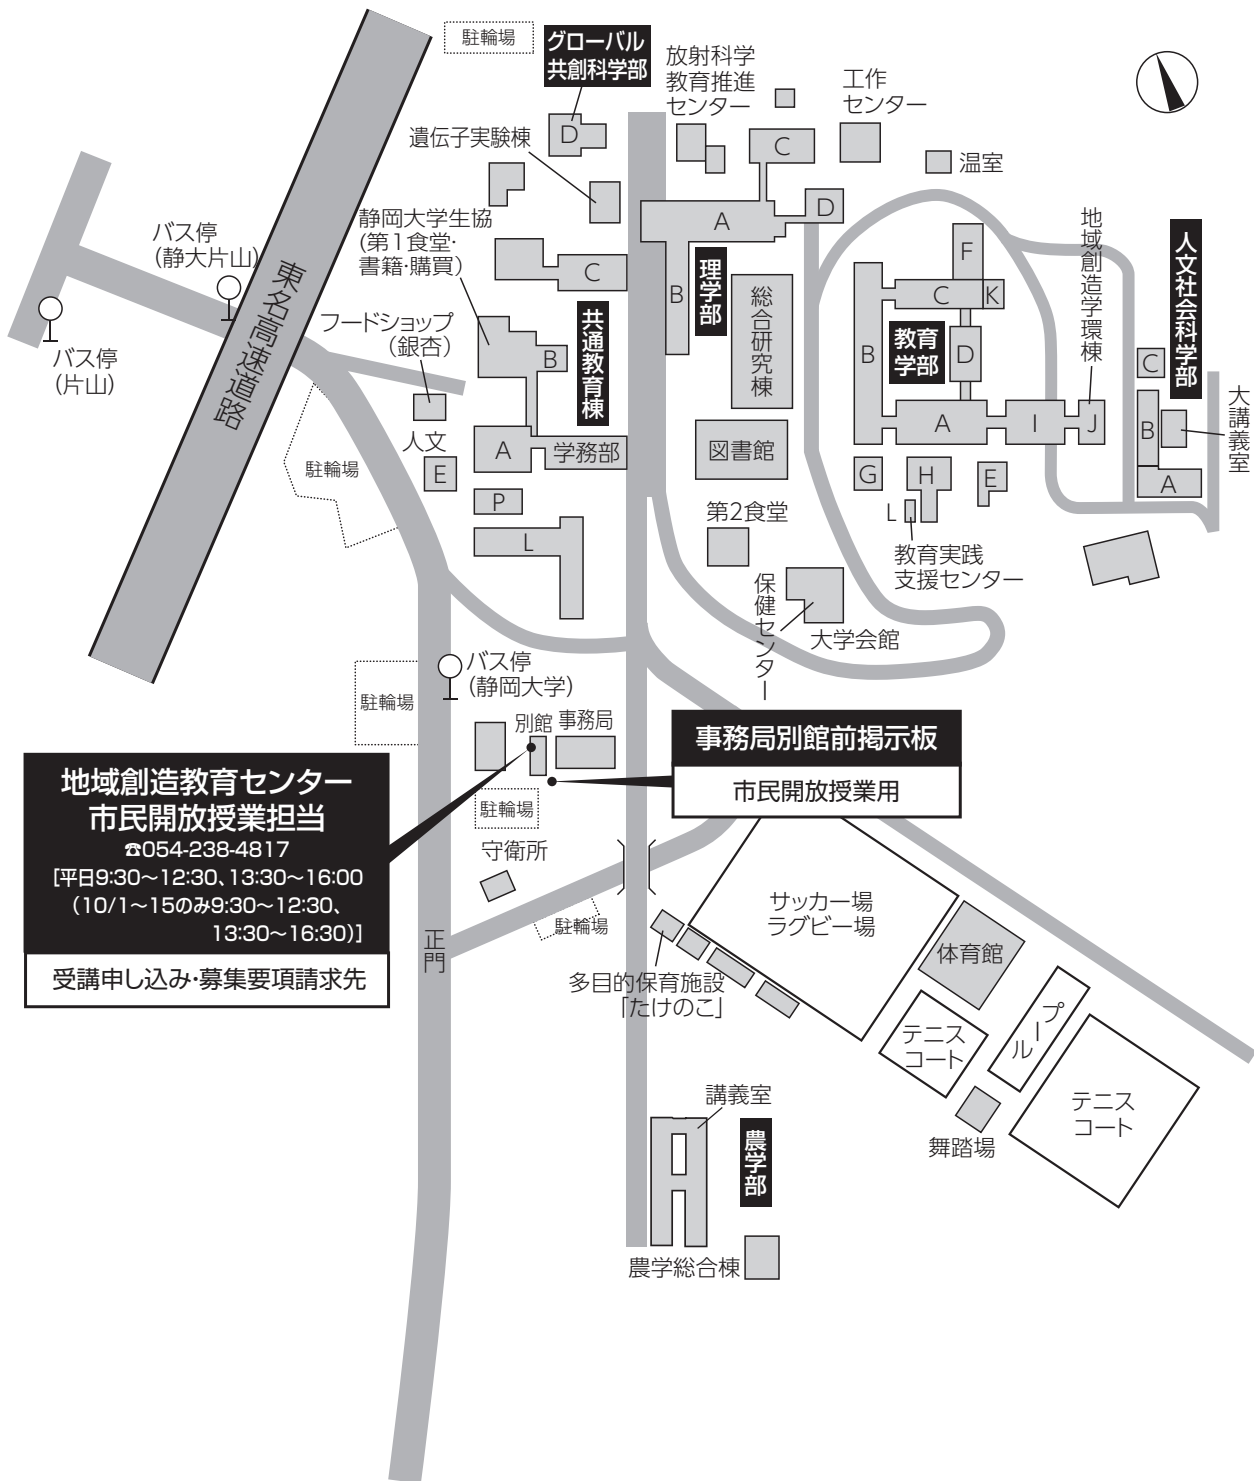 駐輪場
グローバル
共創科学部
放射科学
教育推進
センター
工作
センター
D
遺伝子実験棟
C
温室
静岡大学生協
(第1食堂・
書籍・購買)
A
D
地域創造学環棟
人文社会科学部
バス停
(静大片山)
東名高速道路
C
B
理学部
総合研究棟
F
C
K
バス停
(片山)
フードショップ
(銀杏)
B
共通教育棟
B
教育
学部
D
C
大講義室
人文
E
A
学務部
図書館
A
I
J
B
A
駐輪場
P
G
H
E
L
L
第2食堂
教育実践
支援センター
保健センター
大学会館
バス停
(静岡大学)
駐輪場
別館
事務局
事務局別館前掲示板
市民開放授業用
地域創造教育センター
市民開放授業担当
☎054-238-4817
[平日9:30〜12:30、13:30〜16:00
(10/1〜15のみ9:30〜12:30、
13:30〜16:30)]
受講申し込み・募集要項請求先
駐輪場
守衛所
駐輪場
正門
サッカー場
ラグビー場
体育館
多目的保育施設
「たけのこ」
テニス
コート
プール
テニス
コート
舞踏場
講義室
農学部
農学総合棟